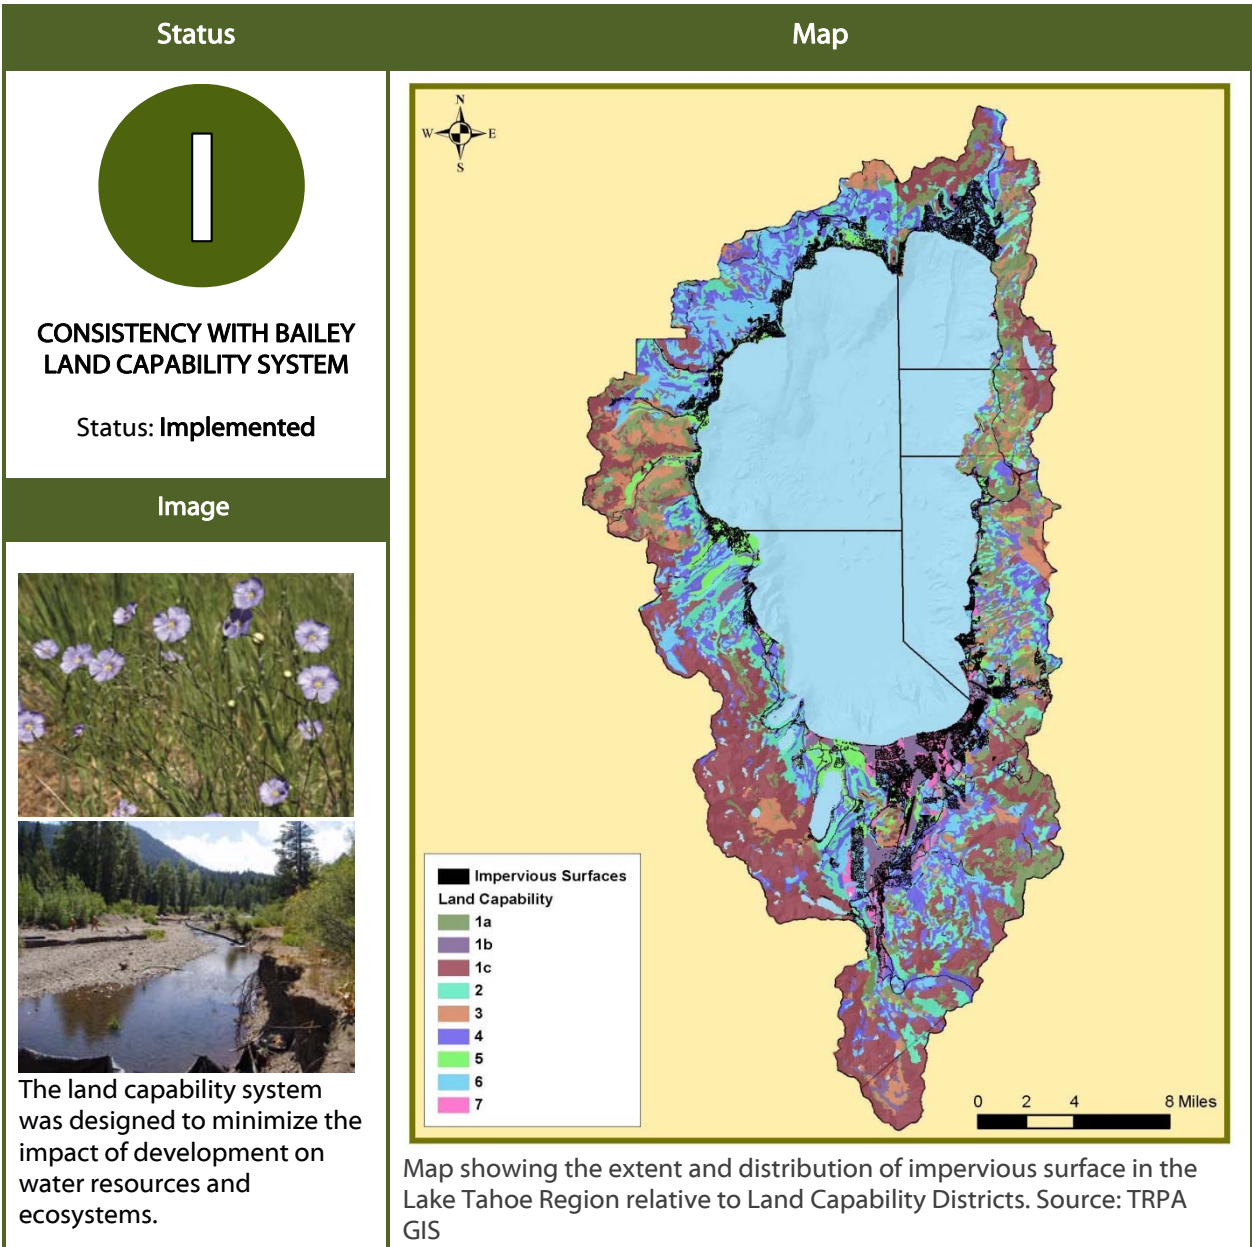 Status
Map
I
CONSISTENCY WITH BAILEY
LAND CAPABILITY SYSTEM
Status: Implemented
Image
The land capability system
was designed to minimize the
impact of development on
water resources and
ecosystems.
N
W E
S
Impervious Surfaces
Land Capability
1a
1b
1c
2
3
4
5
6
7
0 2 4 8 Miles
Map showing the extent and distribution of impervious surface in the
Lake Tahoe Region relative to Land Capability Districts. Source: TRPA
GIS